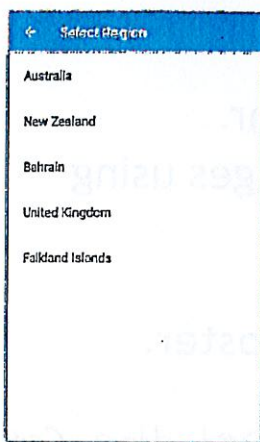 ← Select Region
Australia
New Zealand
Bahrain
United Kingdom
Falkland Islands